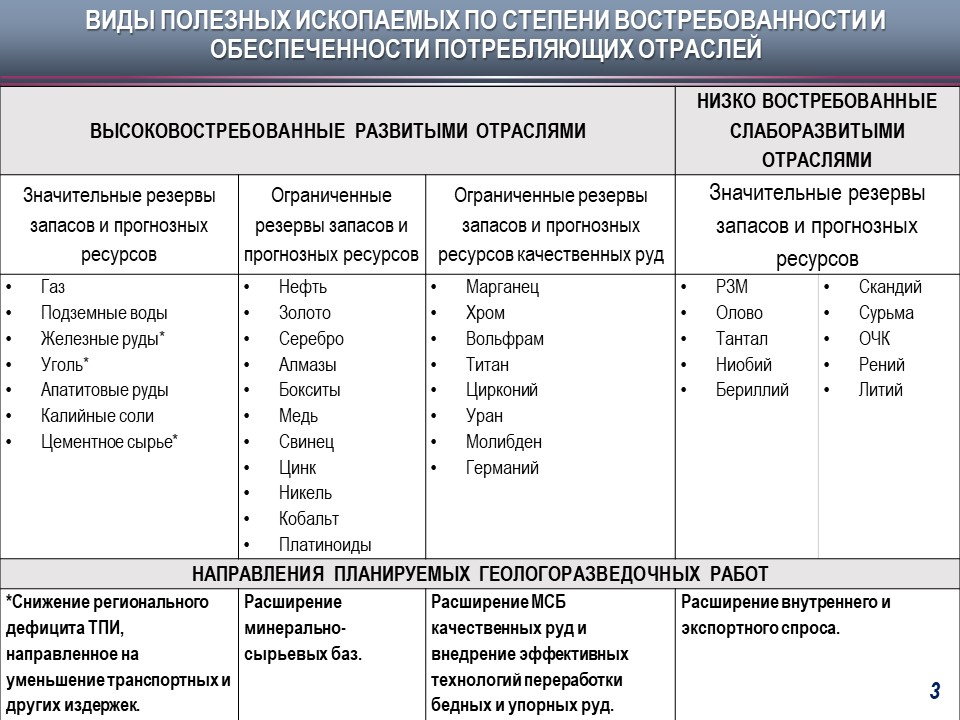 ВИДЫ ПОЛЕЗНЫХ ИСКОПАЕМЫХ ПО СТЕПЕНИ ВОСТРЕБОВАННОСТИ И
ОБЕСПЕЧЕННОСТИ ПОТРЕБЛЯЮЩИХ ОТРАСЛЕЙ
ВЫСОКОВОСТРЕБОВАННЫЕ РАЗВИТЫМИ ОТРАСЛЯМИ
НИЗКО ВОСТРЕБОВАННЫЕ
СЛАБОРАЗВИТЫМИ
ОТРАСЛЯМИ
Значительные резервы
запасов и прогнозных
ресурсов
Ограниченные
резервы запасов и
прогнозных ресурсов
Ограниченные резервы
запасов и прогнозных
ресурсов качественных руд
Значительные резервы
запасов и прогнозных
ресурсов
• Газ
• Подземные воды
• Железные руды*
• Уголь*
• Апатитовые руды
• Калийные соли
• Цементное сырье*
• Нефть
• Золото
• Серебро
• Алмазы
• Бокситы
• Медь
• Свинец
• Цинк
• Никель
• Кобальт
• Платиноиды
• Марганец
• Хром
• Вольфрам
• Титан
• Цирконий
• Уран
• Молибден
• Германий
• РЗМ
• Олово
• Тантал
• Ниобий
• Бериллий
• Скандий
• Сурьма
• ОЧК
• Рений
• Литий
НАПРАВЛЕНИЯ ПЛАНИРУЕМЫХ ГЕОЛОГОРАЗВЕДОЧНЫХ РАБОТ
*Снижение регионального
дефицита ТПИ,
направленное на
уменьшение транспортных и
других издержек.
Расширение
минерально-
сырьевых баз.
Расширение МСБ
качественных руд и
внедрение эффективных
технологий переработки
бедных и упорных руд.
Расширение внутреннего и
экспортного спроса.
3